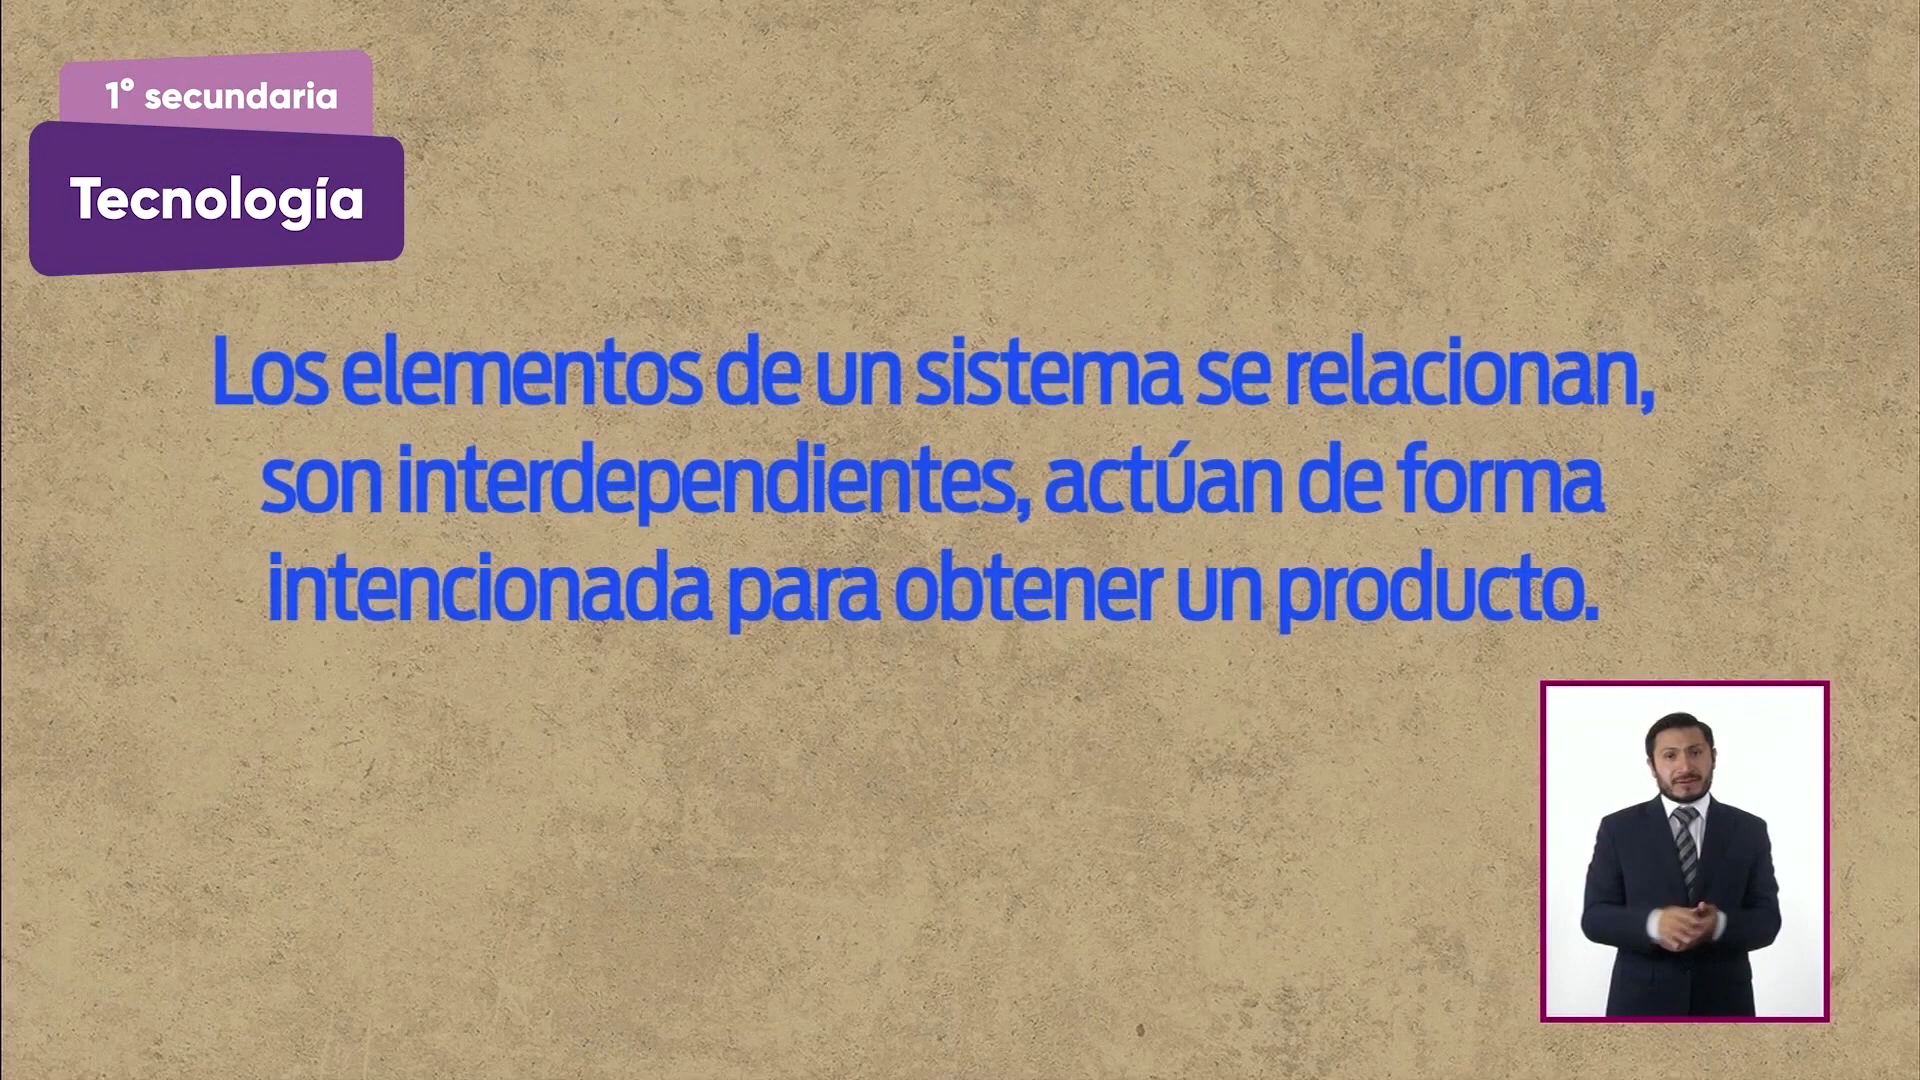 1° secundaria
Tecnología
Los elementos de un sistema se relacionan,
son interdependientes, actúan de forma
intencionada para obtener un producto.